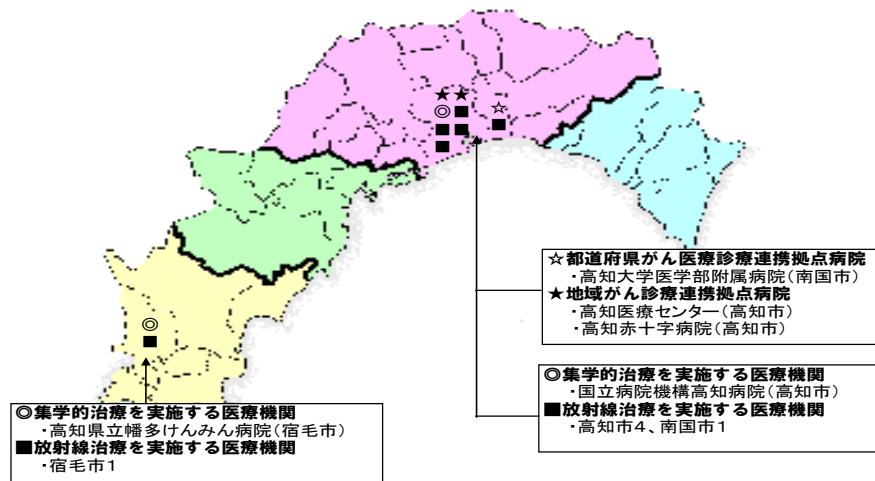 ★★
◎■ ☆
■■ ■
■
◎
■
☆都道府県がん医療診療連携拠点病院
・高知大学医学部附属病院(南国市)
★地域がん診療連携拠点病院
・高知医療センター(高知市)
・高知赤十字病院(高知市)
◎集学的治療を実施する医療機関
・国立病院機構高知病院(高知市)
■放射線治療を実施する医療機関
・高知市4、南国市1
◎集学的治療を実施する医療機関
・高知県立幡多けんみん病院(宿毛市)
■放射線治療を実施する医療機関
・宿毛市1